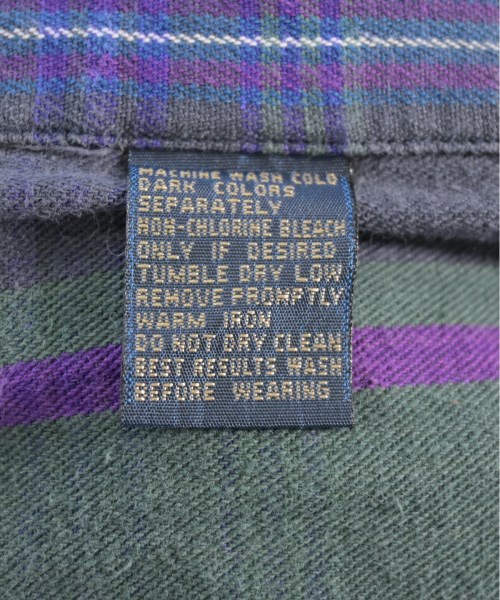 MACHINE WASH COLD
DARK COLORS
SEPARATELY
NON-CHLORINE BLEACH
ONLY IF DESIRED
TUMBLE DRY LOW
REMOVE PROMPTLY
WARM IRON
DO NOT DRY CLEAN
BEST RESULTS WASH
BEFORE WEARING